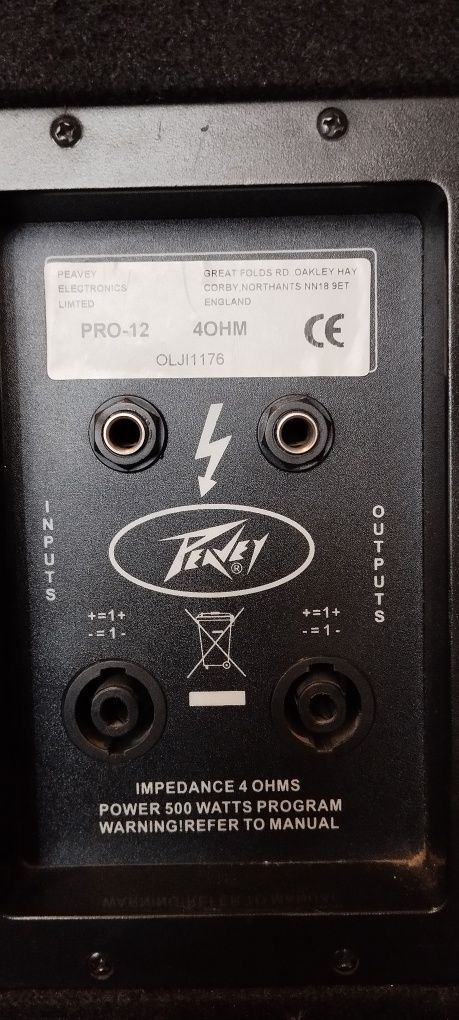 PEAVEY
ELECTRONICS
LIMTED
GREAT FOLDS RD. OAKLEY HAY
CORBY,NORTHANTS NN18 9ET
ENGLAND
PRO-12 4OHM
CE
OLJI1176
INPUTS
OUTPUTS
PEAVEY®
+=1+
-=1-
+=1+
-=1-
IMPEDANCE 4 OHMS
POWER 500 WATTS PROGRAM
WARNING!REFER TO MANUAL